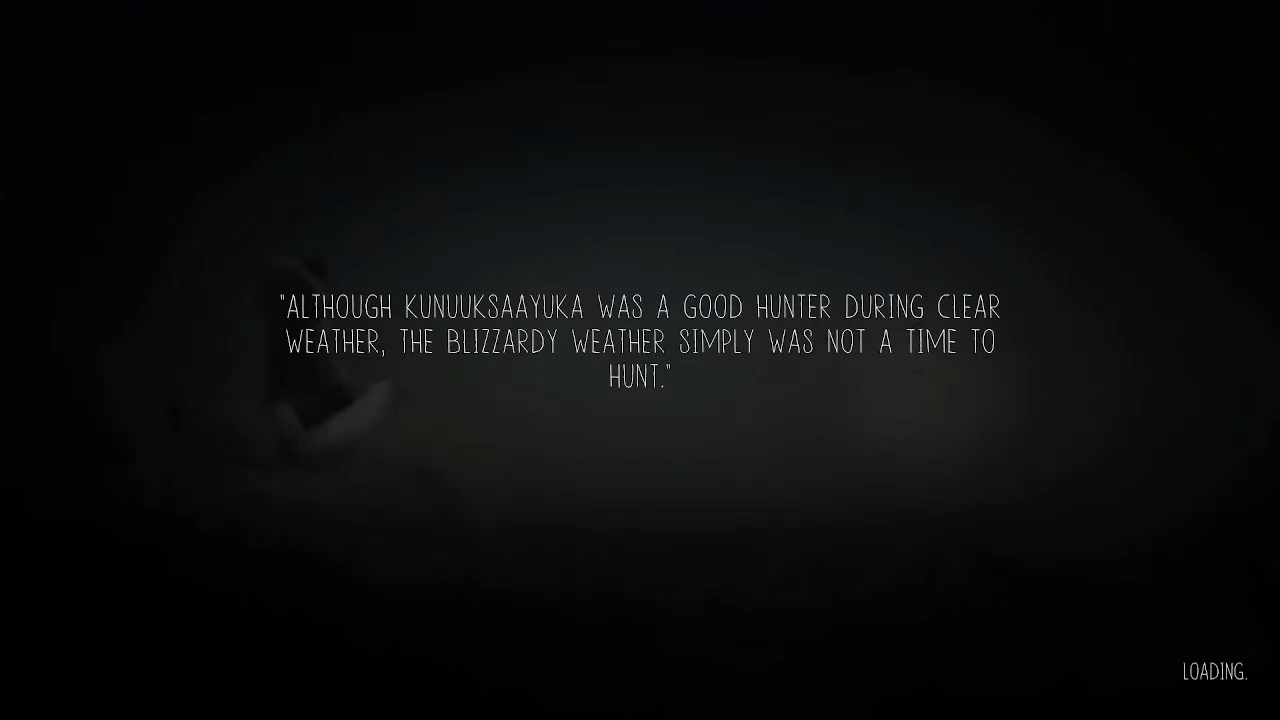 "ALTHOUGH KUNUUKSAAYUKA WAS A GOOD HUNTER DURING CLEAR
WEATHER, THE BLIZZARDY WEATHER SIMPLY WAS NOT A TIME TO
HUNT."
LOADING.